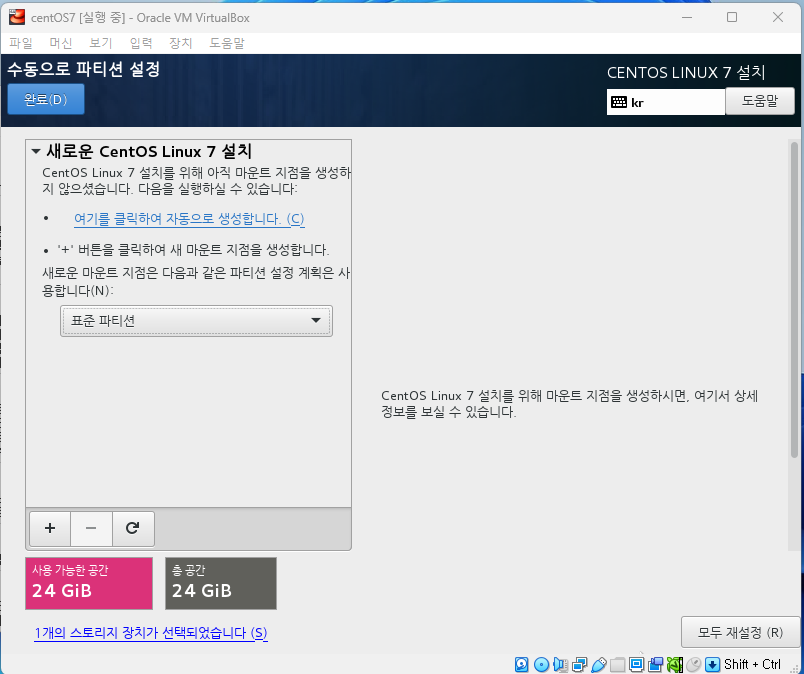 centOS7 [실행 중] - Oracle VM VirtualBox
파일 머신 보기 입력 장치 도움말
수동으로 파티션 설정
CENTOS LINUX 7 설치
완료(D)
kr
도움말
새로운 CentOS Linux 7 설치
CentOS Linux 7 설치를 위해 아직 마운트 지점을 생성하
지 않으셨습니다. 다음을 실행하실 수 있습니다:
• 여기를 클릭하여 자동으로 생성합니다. (C)
• '+' 버튼을 클릭하여 새 마운트 지점을 생성합니다.
새로운 마운트 지점은 다음과 같은 파티션 설정 계획은 사
용합니다(N):
표준 파티션
CentOS Linux 7 설치를 위해 마운트 지점을 생성하시면, 여기서 상세
정보를 보실 수 있습니다.
사용 가능한 공간
24 GiB
총 공간
24 GiB
1개의 스토리지 장치가 선택되었습니다 (S)
모두 재설정 (R)
Shift + Ctrl